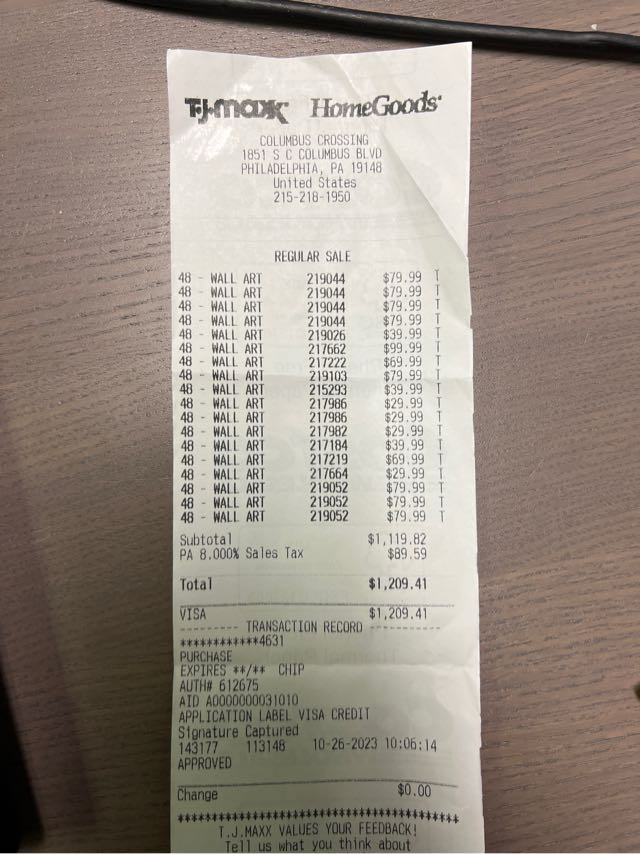 T.J.maxx HomeGoods
COLUMBUS CROSSING
1851 S C COLUMBUS BLVD
PHILADELPHIA, PA 19148
United States
215-218-1950
REGULAR SALE
48 - WALL ART 219044 $79.99 T
48 - WALL ART 219044 $79.99 T
48 - WALL ART 219044 $79.99 T
48 - WALL ART 219044 $79.99 T
48 - WALL ART 219026 $39.99 T
48 - WALL ART 217662 $99.99 T
48 - WALL ART 217222 $69.99 T
48 - WALL ART 219103 $79.99 T
48 - WALL ART 215293 $39.99 T
48 - WALL ART 217986 $29.99 T
48 - WALL ART 217986 $29.99 T
48 - WALL ART 217982 $29.99 T
48 - WALL ART 217184 $39.99 T
48 - WALL ART 217219 $69.99 T
48 - WALL ART 217664 $29.99 T
48 - WALL ART 219052 $79.99 T
48 - WALL ART 219052 $79.99 T
48 - WALL ART 219052 $79.99 T
Subtotal $1,119.82
PA 8.000% Sales Tax $89.59
Total $1,209.41
VISA $1,209.41
--------- TRANSACTION RECORD ----------
************4631
PURCHASE
EXPIRES **/** CHIP
AUTH# 612675
AID A0000000031010
APPLICATION LABEL VISA CREDIT
Signature Captured
143177 113148 10-26-2023 10:06:14
APPROVED
Change $0.00
****************************************
T.J.MAXX VALUES YOUR FEEDBACK!
Tell us what you think about